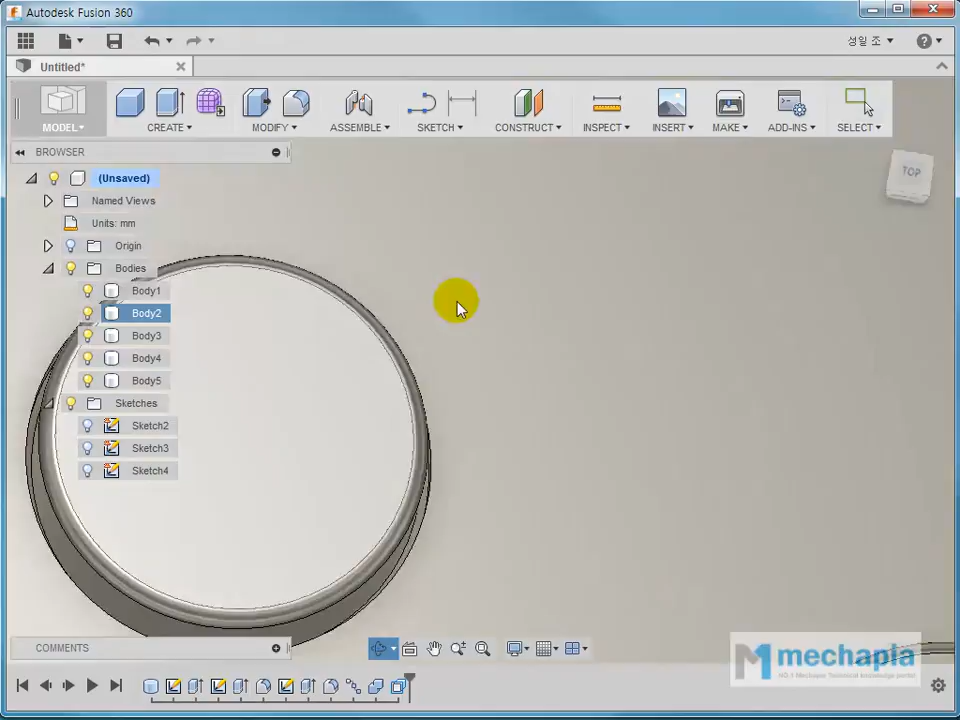 Autodesk Fusion 360
성일 조
Untitled*
MODEL
CREATE
MODIFY
ASSEMBLE
SKETCH
CONSTRUCT
INSPECT
INSERT
MAKE
ADD-INS
SELECT
BROWSER
(Unsaved)
TOP
Named Views
Units: mm
Origin
Bodies
Body1
Body2
Body3
Body4
Body5
Sketches
Sketch2
Sketch3
Sketch4
COMMENTS
mechapia